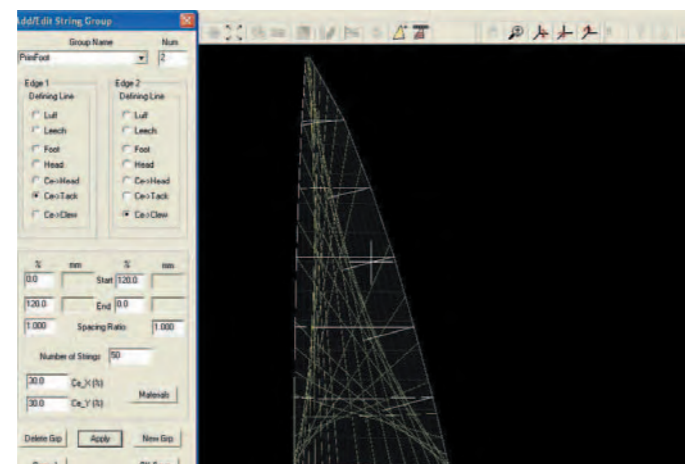 Add/Edit String Group
Group Name Num
PrimFoot 2
Edge 1 Edge 2
Defining Line Defining Line
Luff Luff
Leech Leech
Foot Foot
Head Head
Ce->Head Ce->Head
Ce->Tack Ce->Tack
Ce->Clew Ce->Clew
% mm % mm
0.0 Start 120.0
120.0 End 0.0
1.000 Spacing Ratio 1.000
Number of Strings 50
30.0 Ce_X (%)
30.0 Ce_Y (%) Materials
Delete Grp Apply New Grp